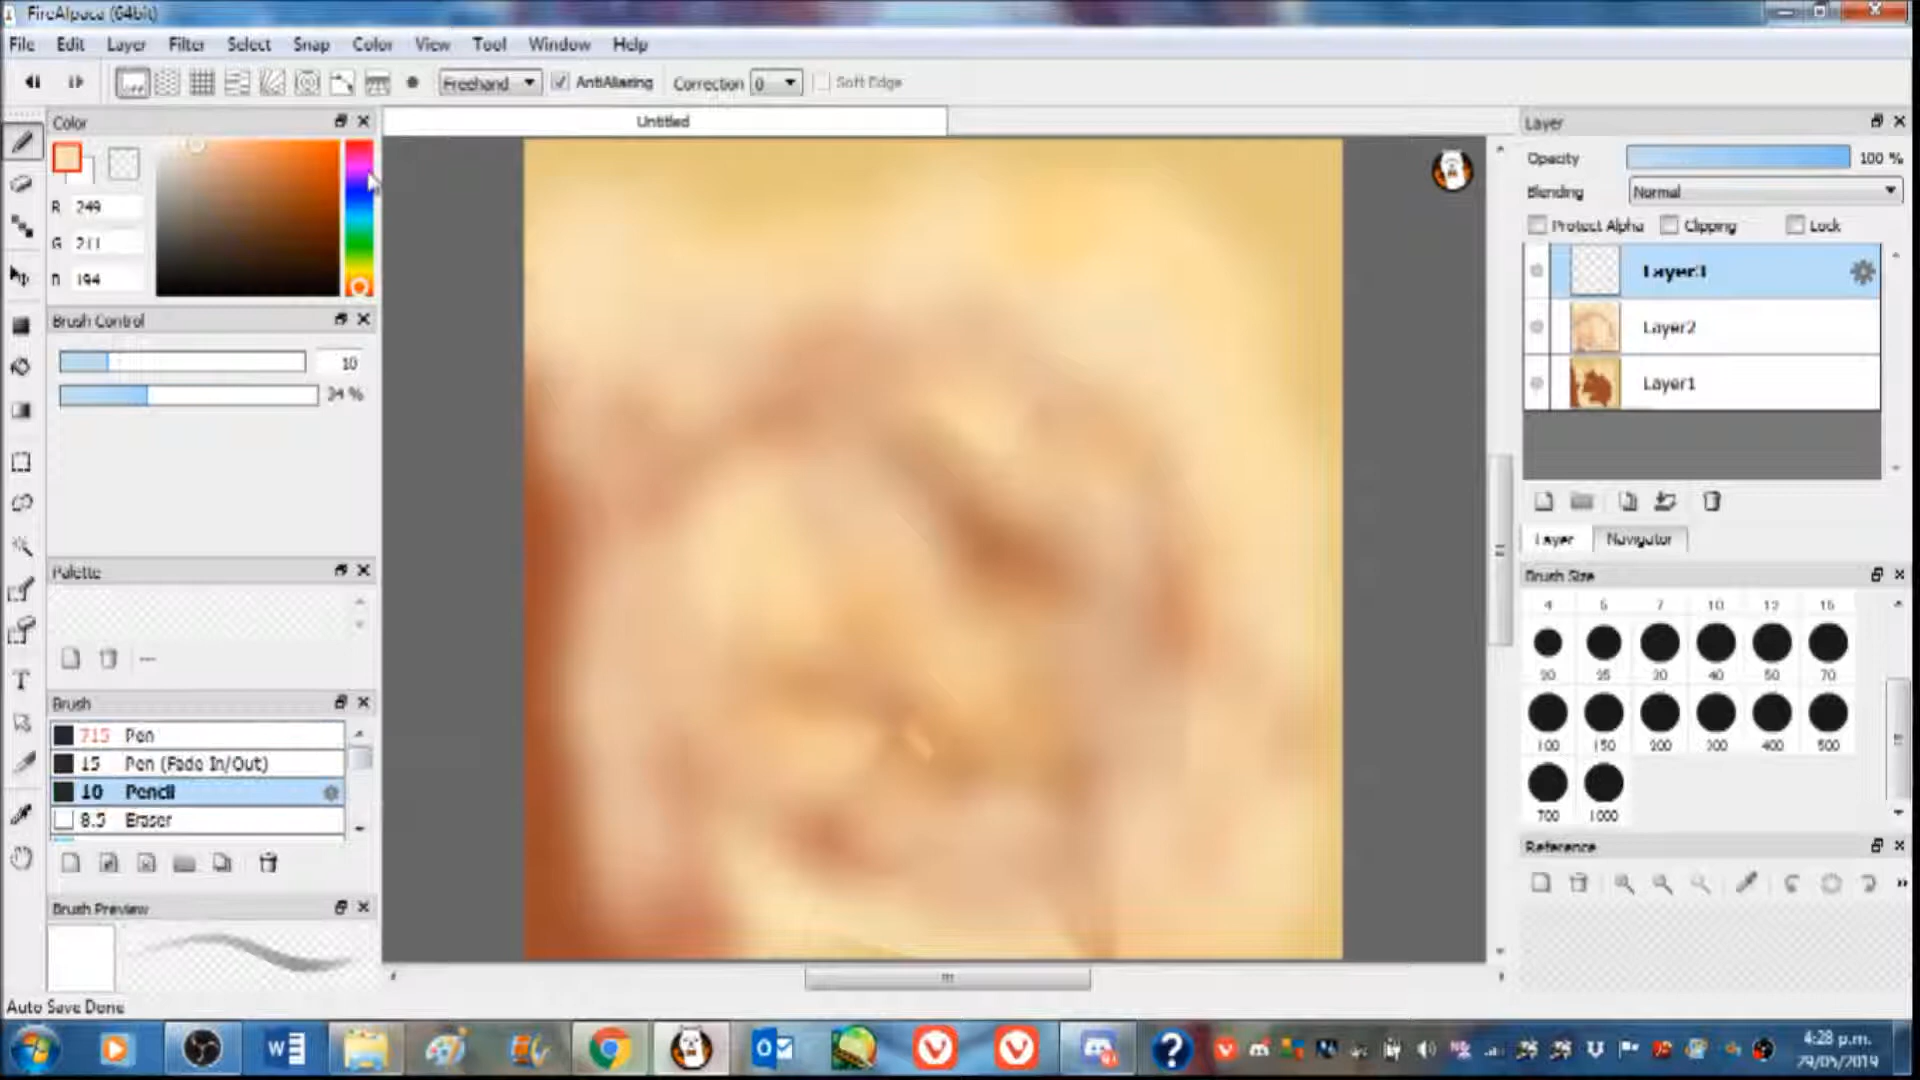 FireAlpaca (64bit)
File Edit Layer Filter Select Snap Color View Tool Window Help
OFF Freehand AntiAliasing Correction 0 Soft Edge
Color
R 249
G 211
B 194
Brush Control
10
34 %
Palette
Brush
715 Pen
15 Pen (Fade In/Out)
10 Pencil
8.5 Eraser
Brush Preview
Auto Save Done
Untitled
Layer
Opacity 100 %
Blending Normal
Protect Alpha Clipping Lock
Layer3
Layer2
Layer1
Layer Navigator
Brush Size
4 5 7 10 12 15
20 25 30 40 50 70
100 150 200 300 400 500
700 1000
Reference
4:28 p.m.
29/05/2019